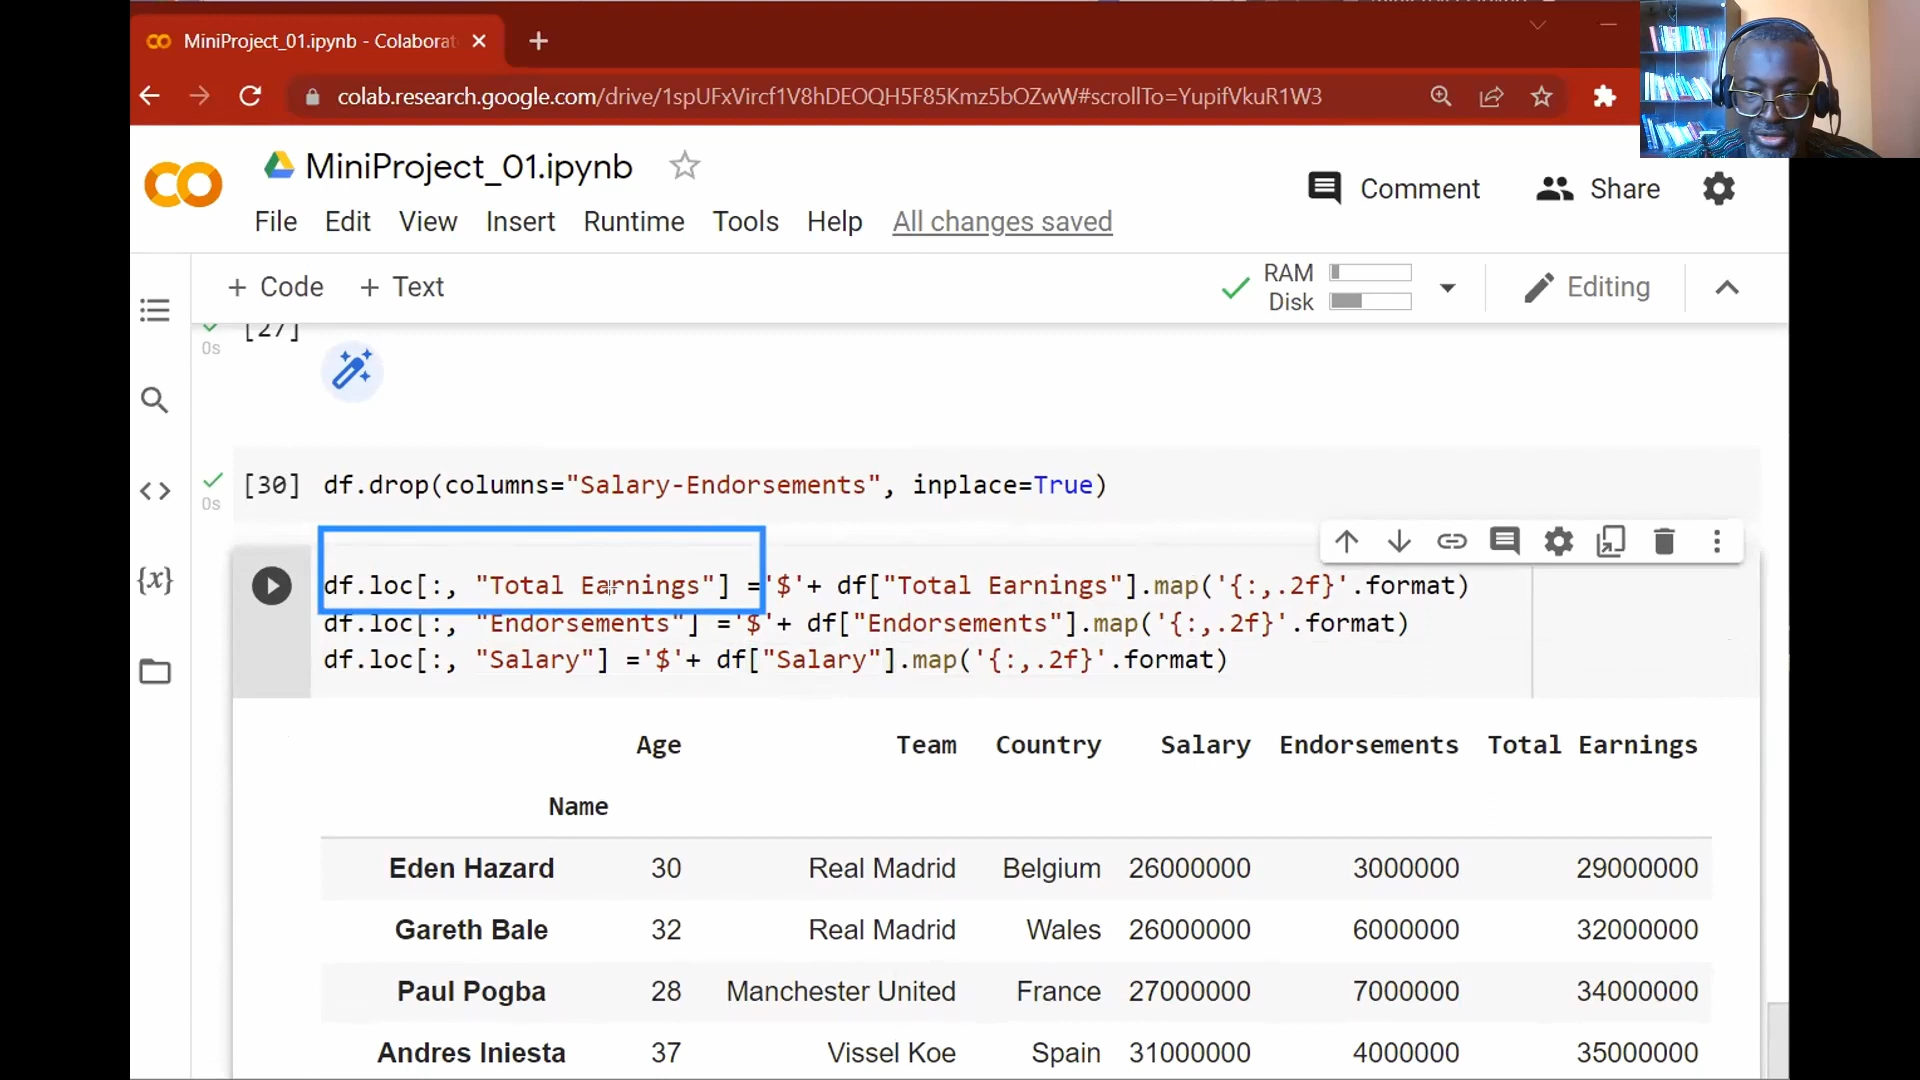 MiniProject_01.ipynb - Colaborat
colab.research.google.com/drive/1spUFxVircf1V8hDEOQH5F85Kmz5bOZwW#scrollTo=YupifVkuR1W3
MiniProject_01.ipynb
Comment
Share
File Edit View Insert Runtime Tools Help All changes saved
+ Code + Text
RAM
Disk
Editing
[27]
0s
[30] df.drop(columns="Salary-Endorsements", inplace=True)
0s
df.loc[:, "Total Earnings"] ='$'+ df["Total Earnings"].map('{:,.2f}'.format)
df.loc[:, "Endorsements"] ='$'+ df["Endorsements"].map('{:,.2f}'.format)
df.loc[:, "Salary"] ='$'+ df["Salary"].map('{:,.2f}'.format)
{x}
Age Team Country Salary Endorsements Total Earnings
Name
Eden Hazard 30 Real Madrid Belgium 26000000 3000000 29000000
Gareth Bale 32 Real Madrid Wales 26000000 6000000 32000000
Paul Pogba 28 Manchester United France 27000000 7000000 34000000
Andres Iniesta 37 Vissel Koe Spain 31000000 4000000 35000000